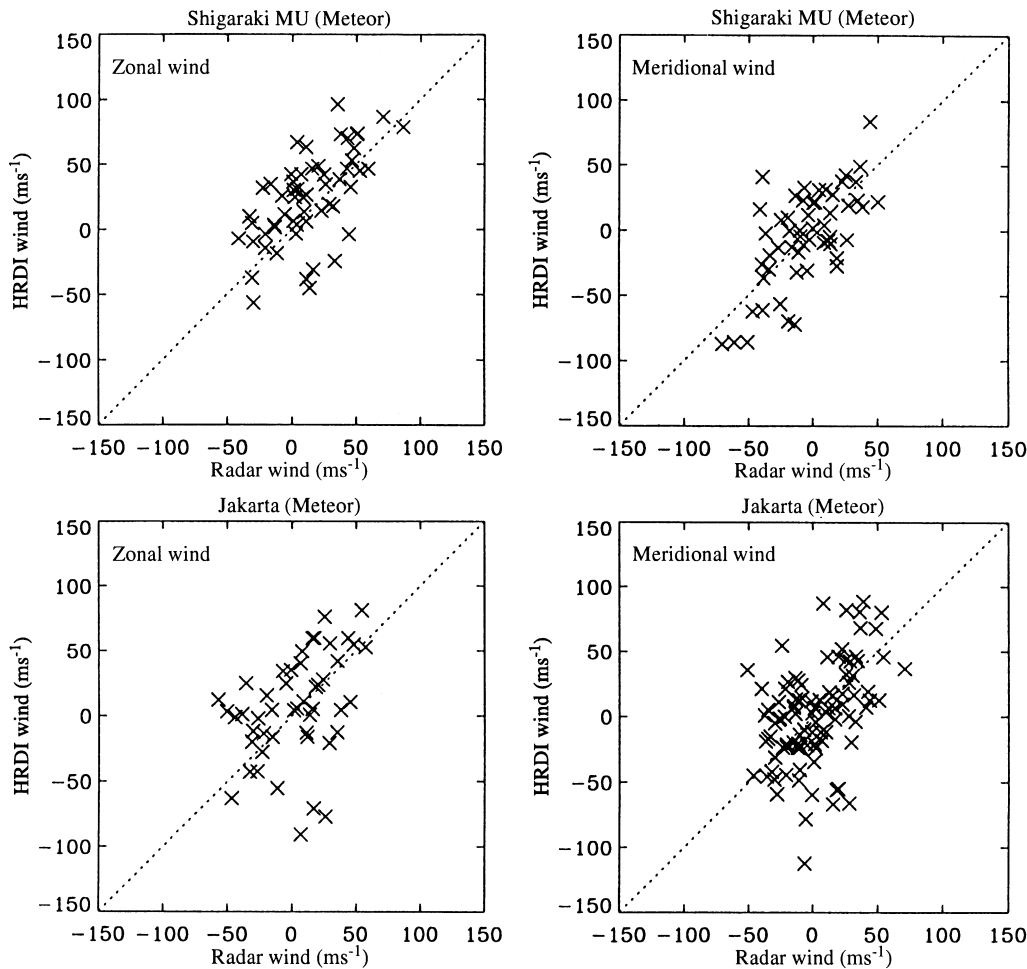 Shigaraki MU (Meteor)
150
100
50
0
−50
−100
−150
HRDI wind (ms-1)
Zonal wind
−150 −100 −50 0 50 100 150
Radar wind (ms-1)
Shigaraki MU (Meteor)
150
100
50
0
−50
−100
−150
HRDI wind (ms-1)
Meridional wind
−150 −100 −50 0 50 100 150
Radar wind (ms-1)
Jakarta (Meteor)
150
100
50
0
−50
−100
−150
HRDI wind (ms-1)
Zonal wind
−150 −100 −50 0 50 100 150
Radar wind (ms-1)
Jakarta (Meteor)
150
100
50
0
−50
−100
−150
HRDI wind (ms-1)
Meridional wind
−150 −100 −50 0 50 100 150
Radar wind (ms-1)